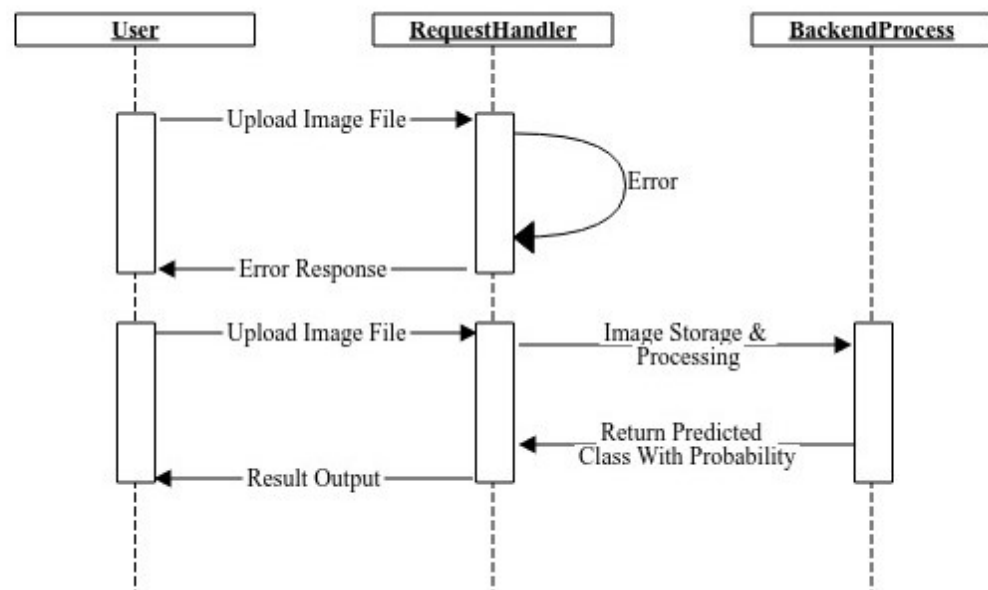 User
RequestHandler
BackendProcess
Upload Image File
Error
Error Response
Upload Image File
Image Storage &
Processing
Return Predicted
Class With Probability
Result Output